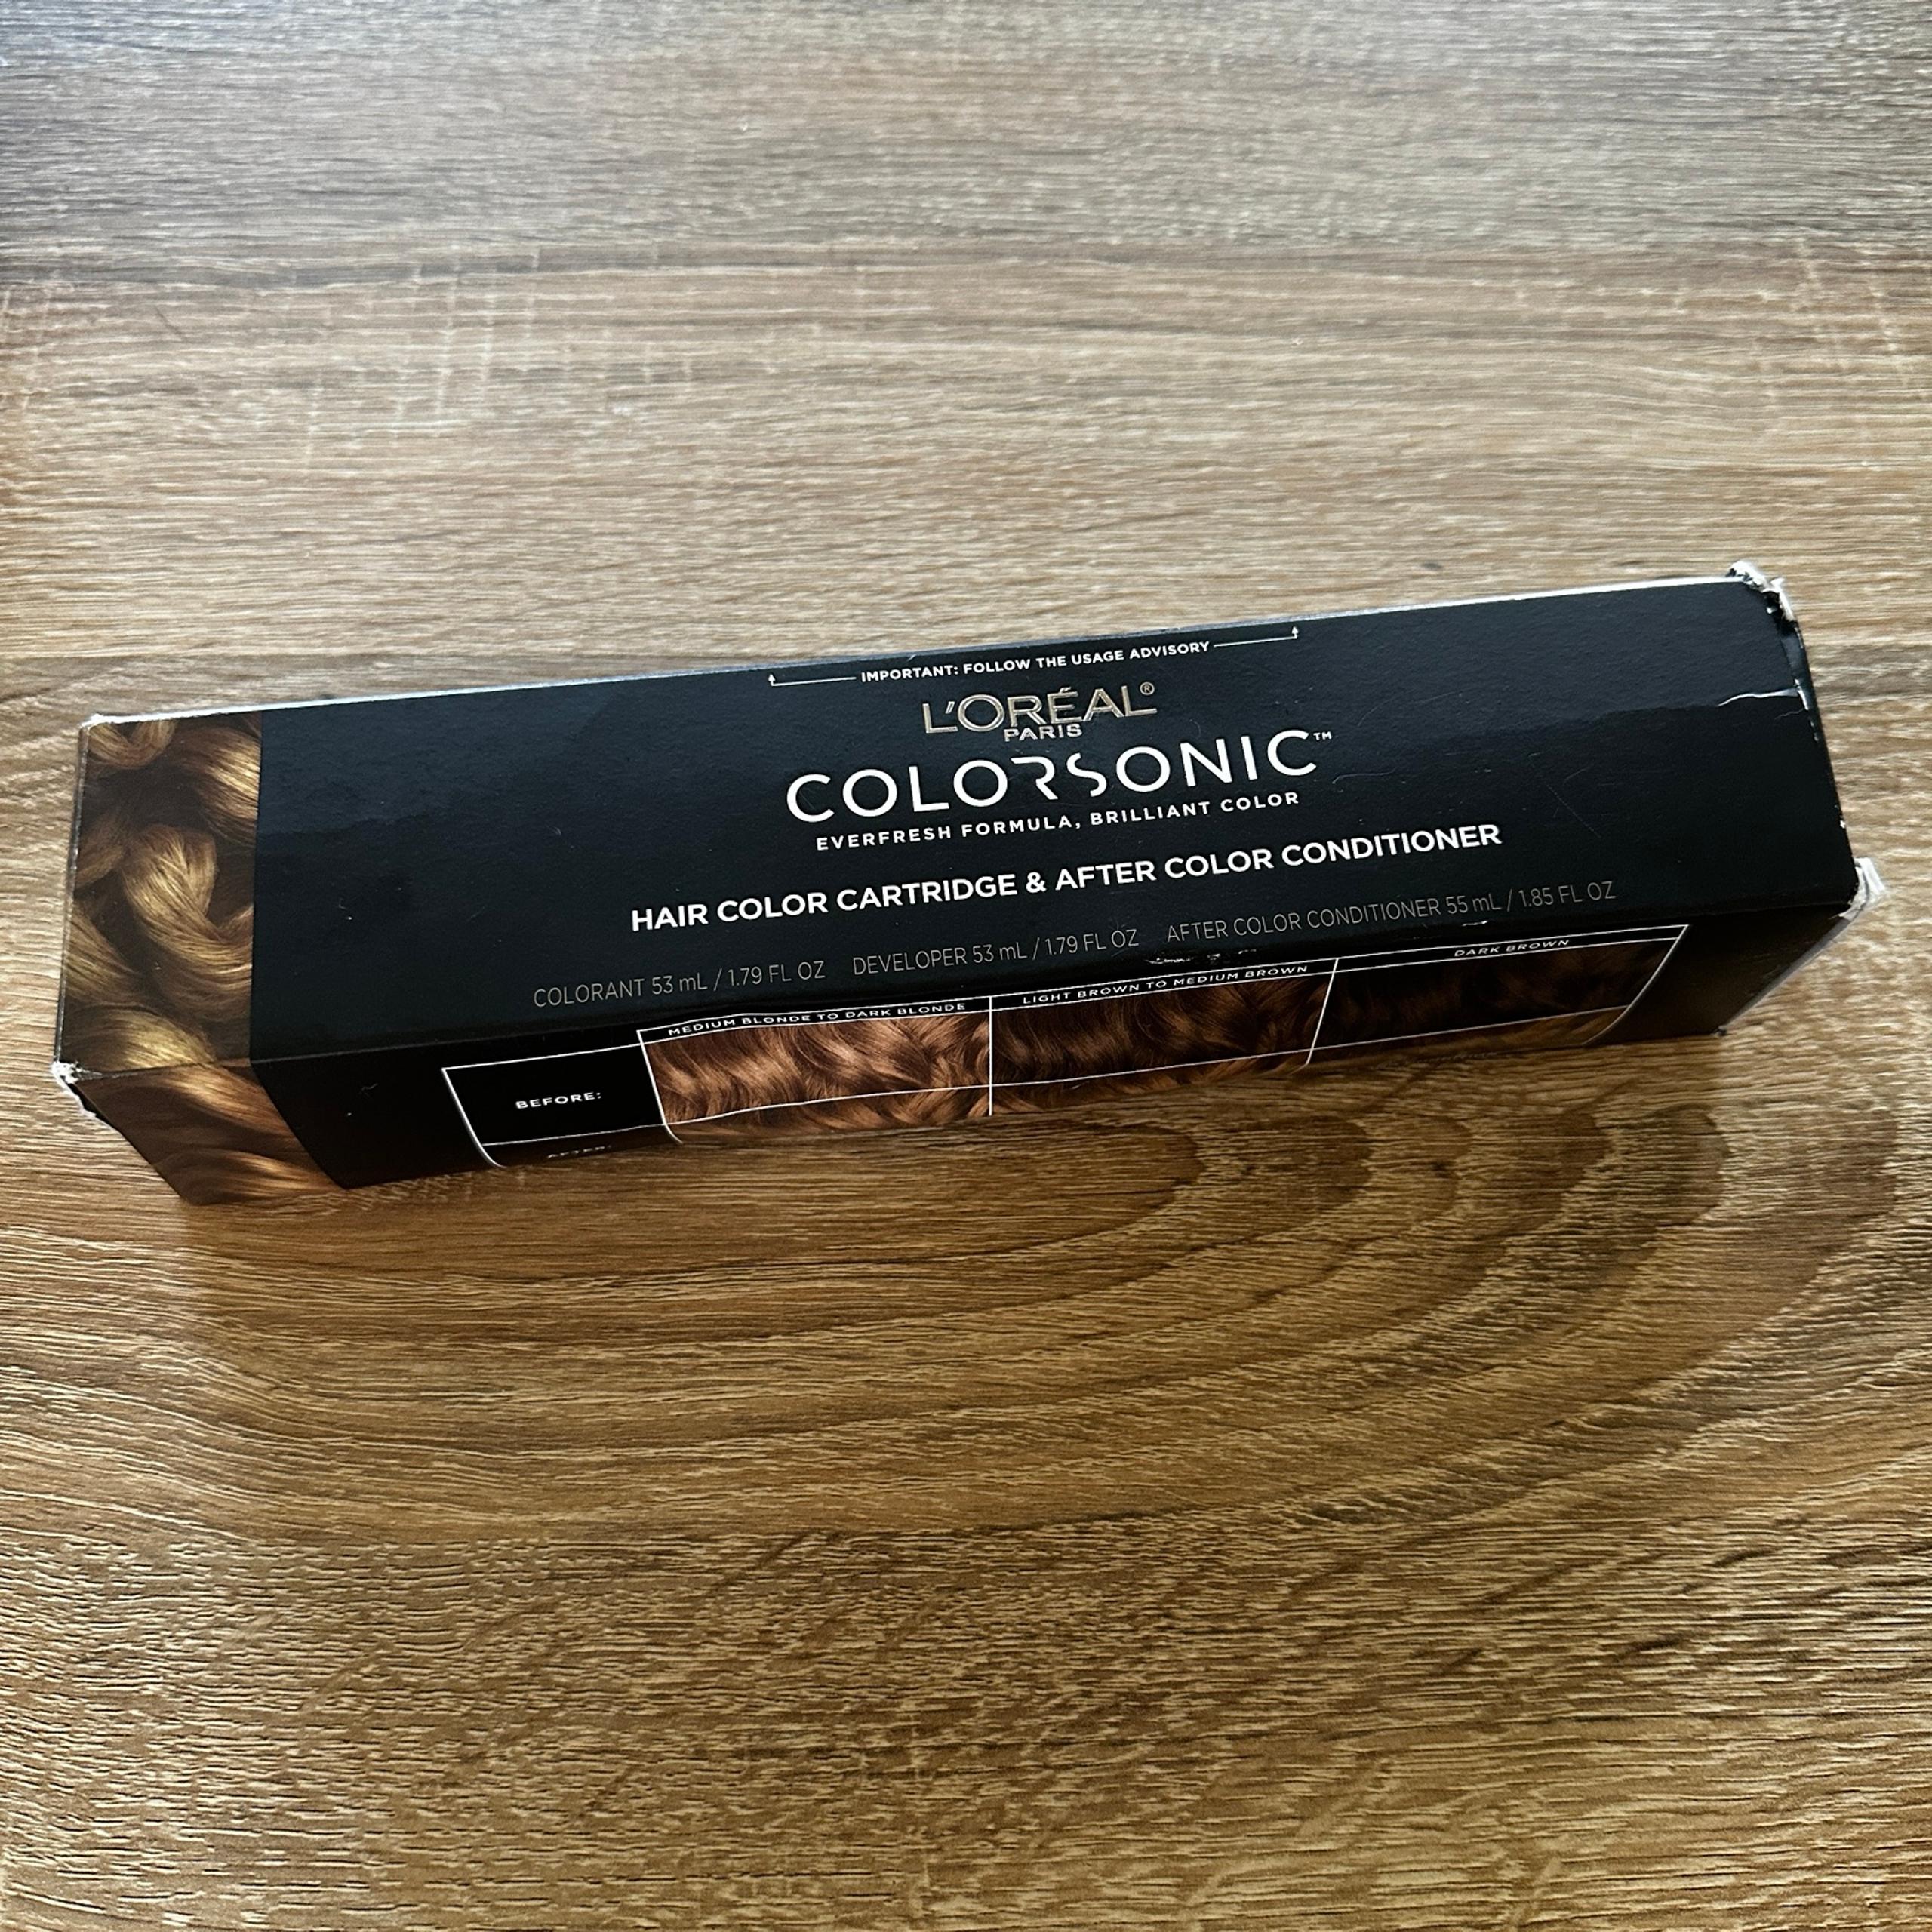 IMPORTANT: FOLLOW THE USAGE ADVISORY
L'ORÉAL®
PARIS
COLORSONIC™
EVERFRESH FORMULA, BRILLIANT COLOR
HAIR COLOR CARTRIDGE & AFTER COLOR CONDITIONER
COLORANT 53 mL / 1.79 FL OZ DEVELOPER 53 mL / 1.79 FL OZ AFTER COLOR CONDITIONER 55 mL / 1.85 FL OZ
MEDIUM BLONDE TO DARK BLONDE LIGHT BROWN TO MEDIUM BROWN DARK BROWN
BEFORE:
AFTER: